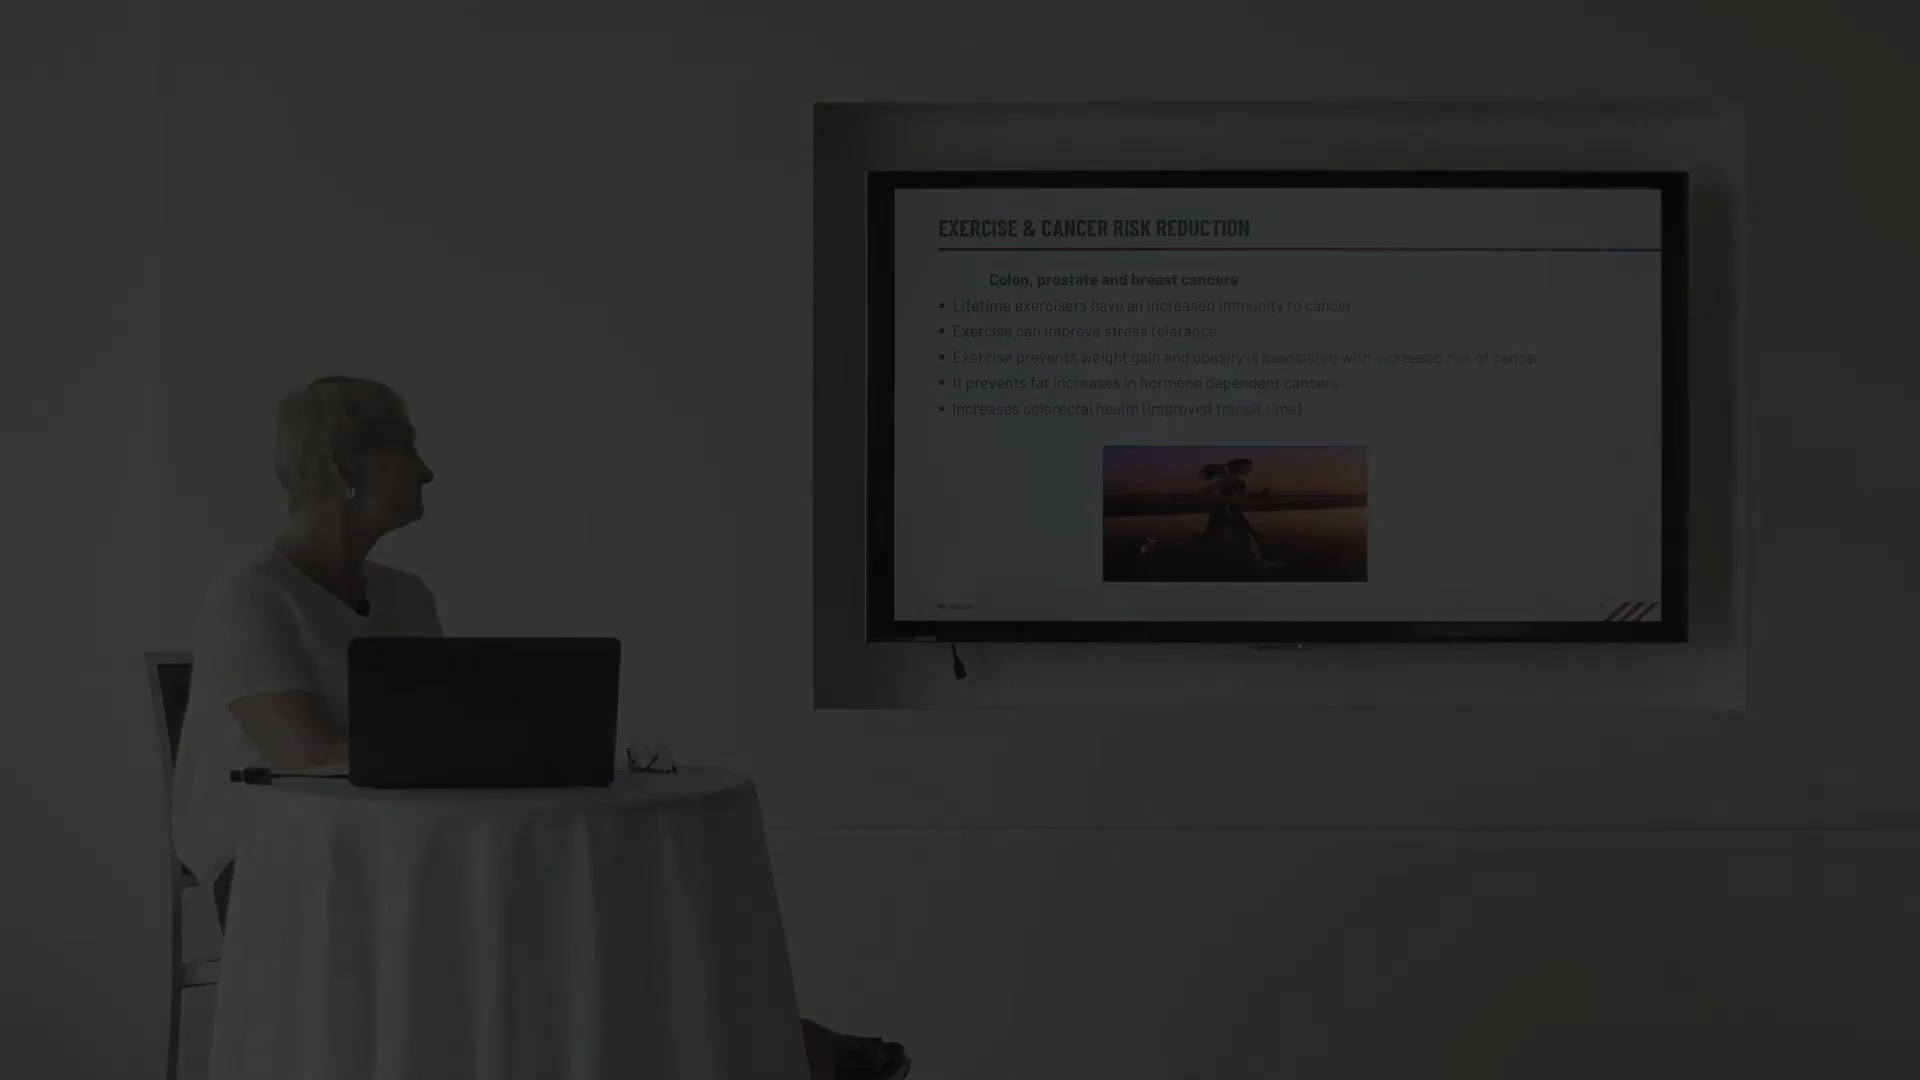 EXERCISE & CANCER RISK REDUCTION
Colon, prostate and breast cancers
▪ Lifetime exercisers have an increased immunity to cancer
▪ Exercise can improve stress tolerance
▪ Exercise prevents weight gain and obesity is associated with increased risk of cancer
▪ It prevents fat increases in hormone dependant cancers
▪ Increases colorectal health (improved transit time)